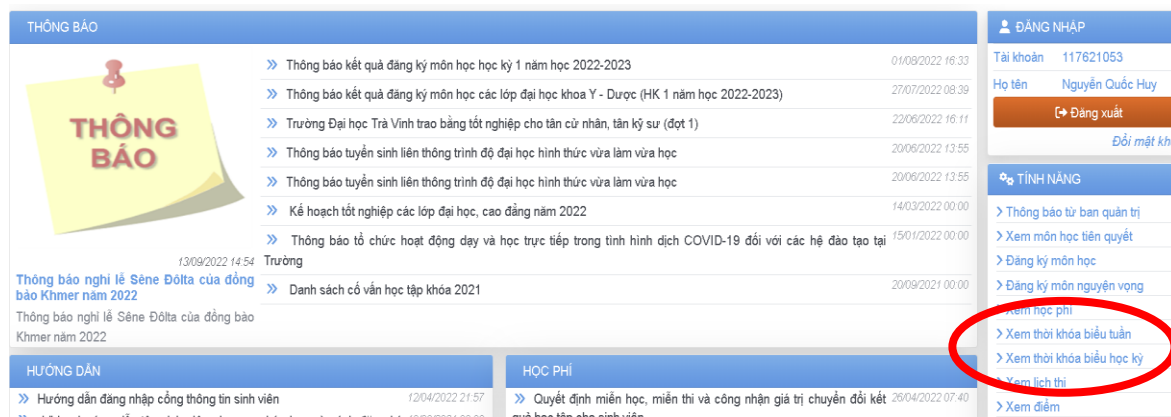 THÔNG BÁO
THÔNG
BÁO
13/09/2022 14:54
Thông báo nghỉ lễ Sêne Đôlta của đồng
bào Khmer năm 2022
Thông báo nghỉ lễ Sêne Đôlta của đồng bào
Khmer năm 2022
Thông báo kết quả đăng ký môn học học kỳ 1 năm học 2022-2023 01/08/2022 16:33
Thông báo kết quả đăng ký môn học các lớp đại học khoa Y - Dược (HK 1 năm học 2022-2023) 27/07/2022 08:39
Trường Đại học Trà Vinh trao bằng tốt nghiệp cho tân cử nhân, tân kỹ sư (đợt 1) 22/06/2022 16:11
Thông báo tuyển sinh liên thông trình độ đại học hình thức vừa làm vừa học 20/06/2022 13:55
Thông báo tuyển sinh liên thông trình độ đại học hình thức vừa làm vừa học 20/06/2022 13:55
Kế hoạch tốt nghiệp các lớp đại học, cao đẳng năm 2022 14/03/2022 00:00
Thông báo tổ chức hoạt động dạy và học trực tiếp trong tình hình dịch COVID-19 đối với các hệ đào tạo tại 15/01/2022 00:00
Trường
Danh sách cố vấn học tập khóa 2021 20/09/2021 00:00
ĐĂNG NHẬP
Tài khoản 117621053
Họ tên Nguyễn Quốc Huy
Đăng xuất
Đổi mật kh
TÍNH NĂNG
Thông báo từ ban quản trị
Xem môn học tiên quyết
Đăng ký môn học
Đăng ký môn nguyện vọng
Xem học phí
Xem thời khóa biểu tuần
Xem thời khóa biểu học kỳ
Xem lịch thi
Xem điểm
HƯỚNG DẪN
Hướng dẫn đăng nhập cổng thông tin sinh viên 12/04/2022 21:57
HỌC PHÍ
Quyết định miễn học, miễn thi và công nhận giá trị chuyển đổi kết 26/04/2022 07:40